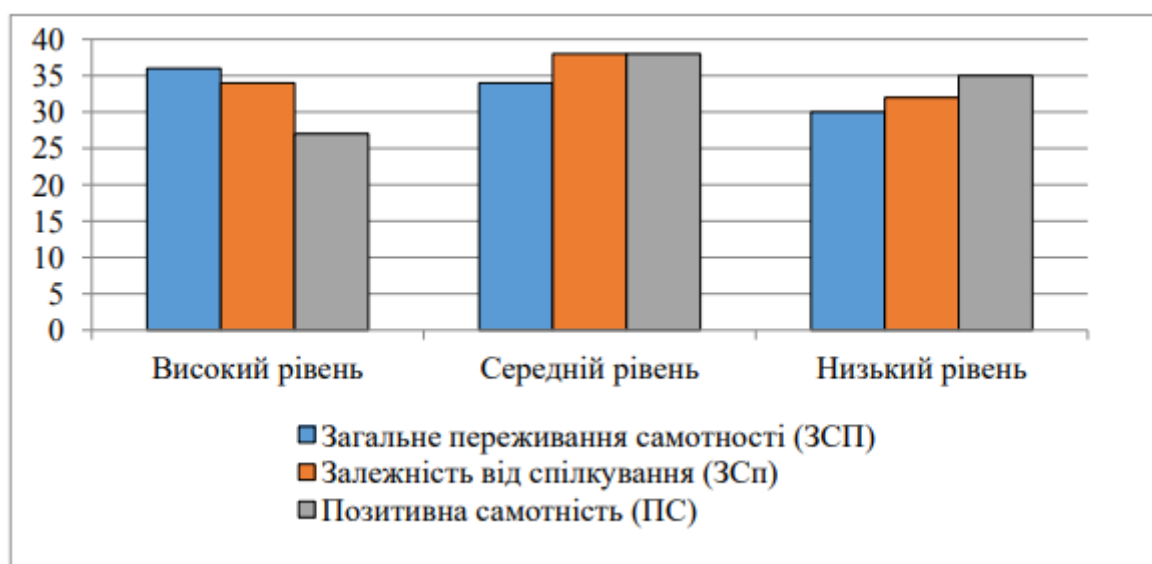 40
35
30
25
20
15
10
5
0
Високий рівень Середній рівень Низький рівень
Загальне переживання самотності (ЗСП)
Залежність від спілкування (ЗСп)
Позитивна самотність (ПС)